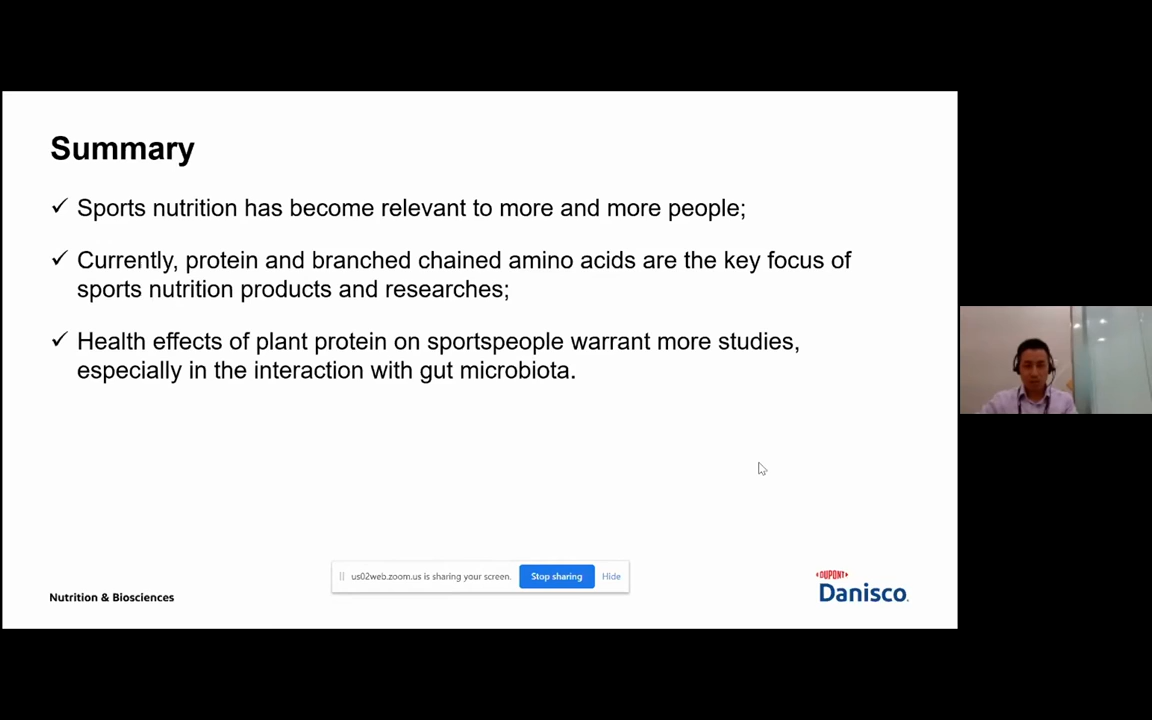 Summary
✓ Sports nutrition has become relevant to more and more people;
✓ Currently, protein and branched chained amino acids are the key focus of
sports nutrition products and researches;
✓ Health effects of plant protein on sportspeople warrant more studies,
especially in the interaction with gut microbiota.
us02web.zoom.us is sharing your screen.
Stop sharing
Hide
Nutrition & Biosciences
DUPONT
Danisco.